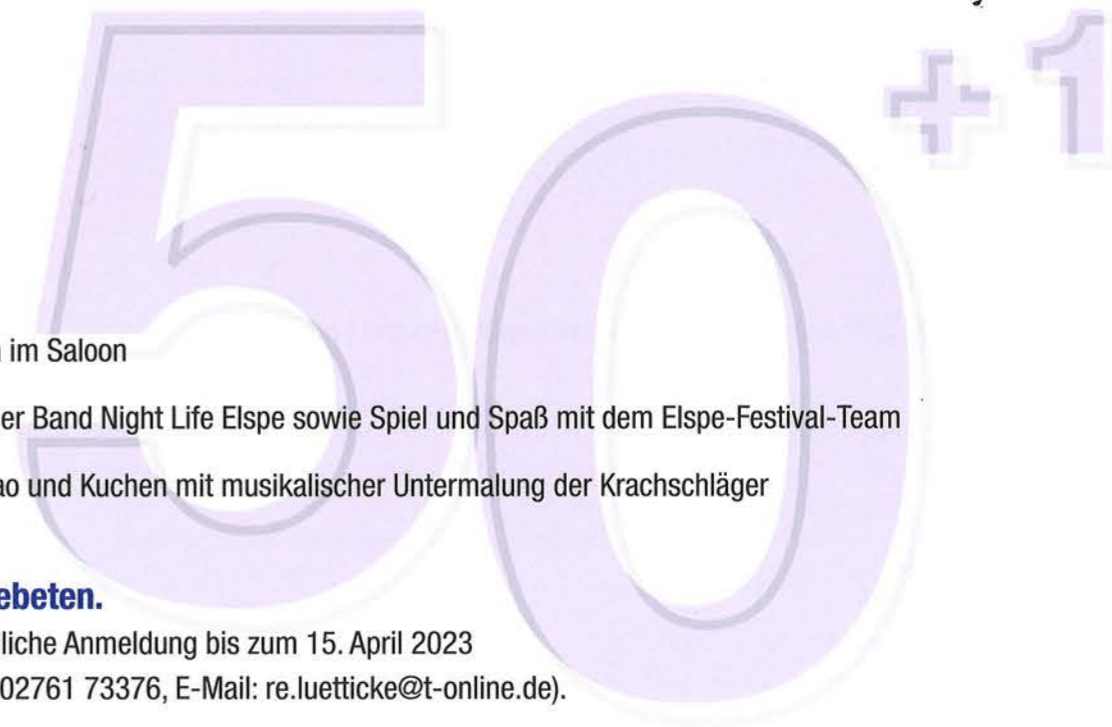 50
+1
im Saloon
er Band Night Life Elspe sowie Spiel und Spaß mit dem Elspe-Festival-Team
ao und Kuchen mit musikalischer Untermalung der Krachschläger
ebeten.
liche Anmeldung bis zum 15. April 2023
02761 73376, E-Mail: re.luetticke@t-online.de).